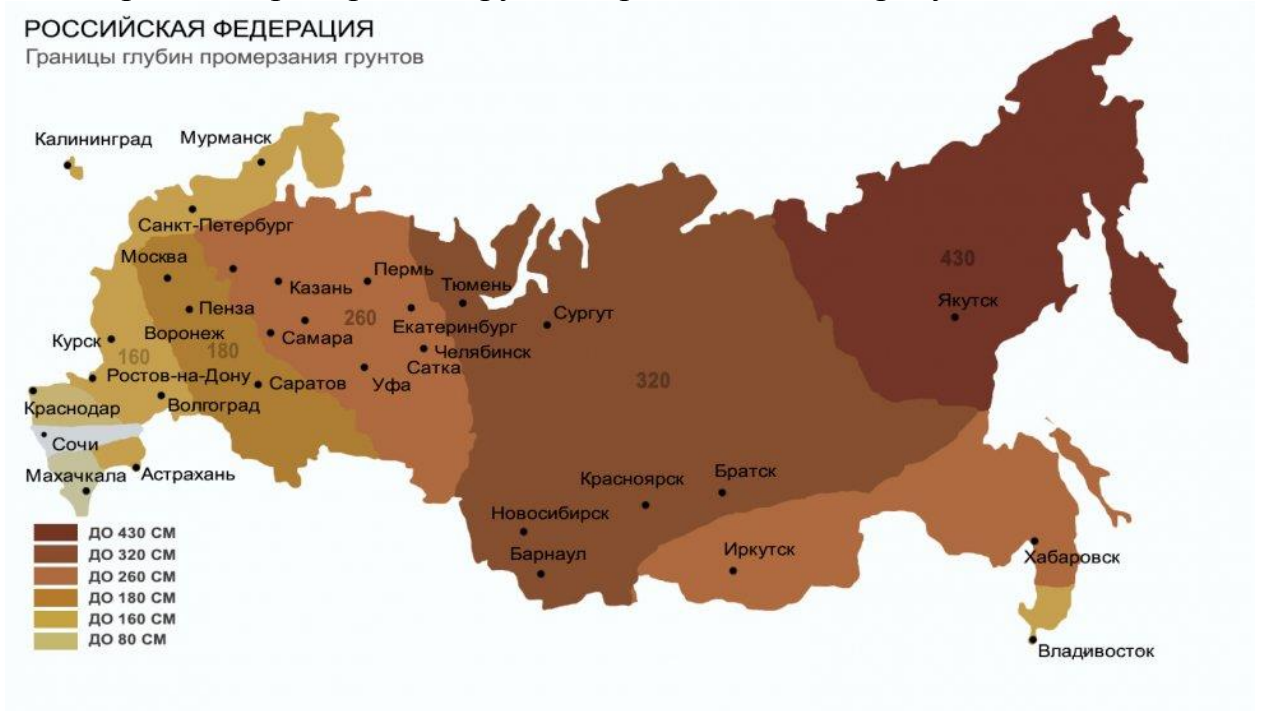 РОССИЙСКАЯ ФЕДЕРАЦИЯ
Границы глубин промерзания грунтов
Калининград
Мурманск
Санкт-Петербург
Москва
Пермь
Тюмень
Казань
Пенза
Сургут
430
Якутск
260
Екатеринбург
Воронеж
Самара
Курск
160
180
Челябинск
Сатка
Ростов-на-Дону
Саратов
Уфа
320
Краснодар
Волгоград
Сочи
Махачкала
Астрахань
Красноярск
Братск
Новосибирск
Барнаул
Иркутск
Хабаровск
Владивосток
ДО 430 СМ
ДО 320 СМ
ДО 260 СМ
ДО 180 СМ
ДО 160 СМ
ДО 80 СМ